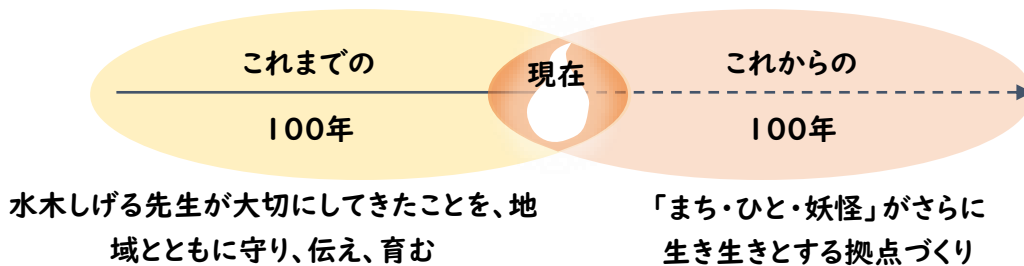 これまでの
100年
現在
これからの
100年
水木しげる先生が大切にしてきたことを、地
域とともに守り、伝え、育む
「まち・ひと・妖怪」がさらに
生き生きとする拠点づくり